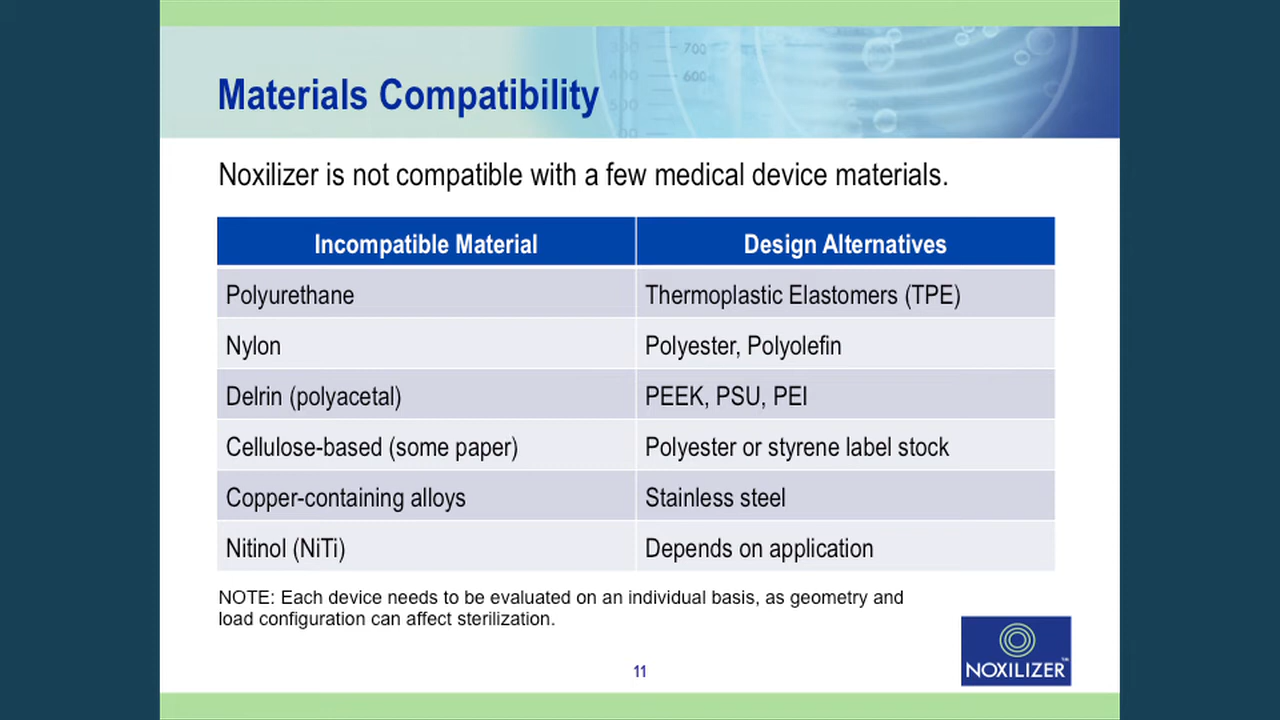 700
600
Materials Compatibility
Noxilizer is not compatible with a few medical device materials.
Incompatible Material Design Alternatives
Polyurethane Thermoplastic Elastomers (TPE)
Nylon Polyester, Polyolefin
Delrin (polyacetal) PEEK, PSU, PEI
Cellulose-based (some paper) Polyester or styrene label stock
Copper-containing alloys Stainless steel
Nitinol (NiTi) Depends on application
NOTE: Each device needs to be evaluated on an individual basis, as geometry and
load configuration can affect sterilization.
NOXILIZER™
11